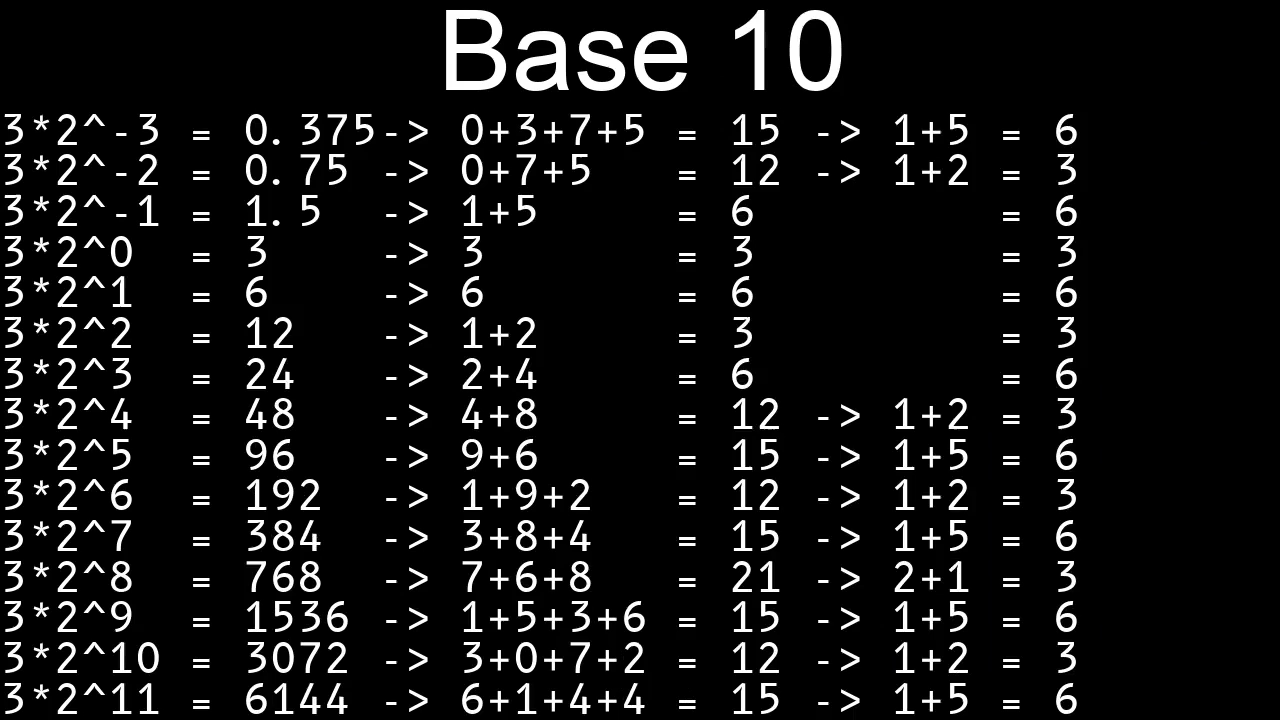 Base 10
3*2^-3 = 0.375-> 0+3+7+5 = 15 -> 1+5 = 6
3*2^-2 = 0.75 -> 0+7+5 = 12 -> 1+2 = 3
3*2^-1 = 1.5 -> 1+5 = 6 = 6
3*2^0 = 3 -> 3 = 3 = 3
3*2^1 = 6 -> 6 = 6 = 6
3*2^2 = 12 -> 1+2 = 3 = 3
3*2^3 = 24 -> 2+4 = 6 = 6
3*2^4 = 48 -> 4+8 = 12 -> 1+2 = 3
3*2^5 = 96 -> 9+6 = 15 -> 1+5 = 6
3*2^6 = 192 -> 1+9+2 = 12 -> 1+2 = 3
3*2^7 = 384 -> 3+8+4 = 15 -> 1+5 = 6
3*2^8 = 768 -> 7+6+8 = 21 -> 2+1 = 3
3*2^9 = 1536 -> 1+5+3+6 = 15 -> 1+5 = 6
3*2^10 = 3072 -> 3+0+7+2 = 12 -> 1+2 = 3
3*2^11 = 6144 -> 6+1+4+4 = 15 -> 1+5 = 6